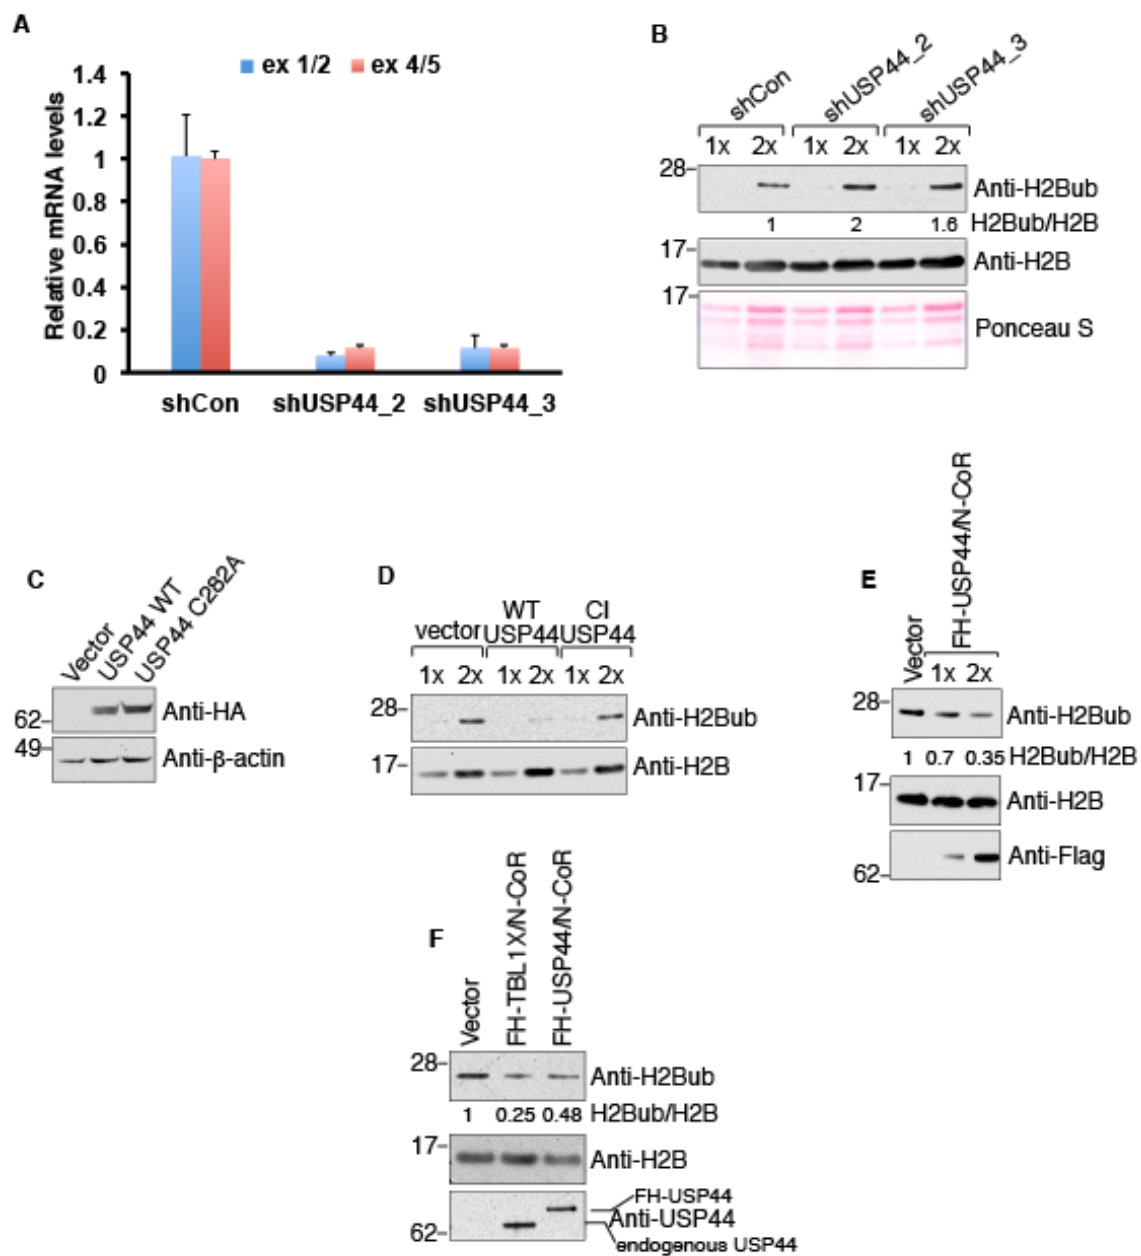 A
ex 1/2 ex 4/5
Relative mRNA levels
1.4
1.2
1
0.8
0.6
0.4
0.2
0
shCon shUSP44_2 shUSP44_3
B
shCon shUSP44_2 shUSP44_3
1x 2x 1x 2x 1x 2x
28 Anti-H2Bub
1 2 1.6 H2Bub/H2B
17 Anti-H2B
17 Ponceau S
C
Vector USP44 WT USP44 C282A
62 Anti-HA
49 Anti-β-actin
D
WT CI
vector USP44 USP44
1x 2x 1x 2x 1x 2x
28 Anti-H2Bub
17 Anti-H2B
E
FH-USP44/N-CoR
Vector 1x 2x
28 Anti-H2Bub
1 0.7 0.35 H2Bub/H2B
17 Anti-H2B
62 Anti-Flag
F
Vector FH-TBL1X/N-CoR FH-USP44/N-CoR
28 Anti-H2Bub
1 0.25 0.48 H2Bub/H2B
17 Anti-H2B
FH-USP44
62 Anti-USP44
endogenous USP44